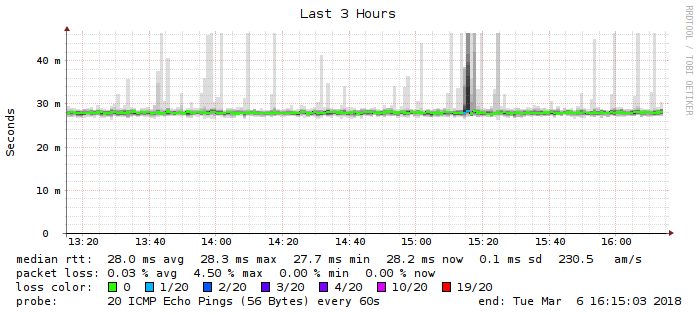 Last 3 Hours
RRDTOOL / TOBI OETIKER
Seconds
40 m
30 m
20 m
10 m
0
13:20 13:40 14:00 14:20 14:40 15:00 15:20 15:40 16:00
median rtt: 28.0 ms avg 28.3 ms max 27.7 ms min 28.2 ms now 0.1 ms sd 230.5 am/s
packet loss: 0.03 % avg 4.50 % max 0.00 % min 0.00 % now
loss color: 0 1/20 2/20 3/20 4/20 10/20 19/20
probe: 20 ICMP Echo Pings (56 Bytes) every 60s end: Tue Mar 6 16:15:03 2018